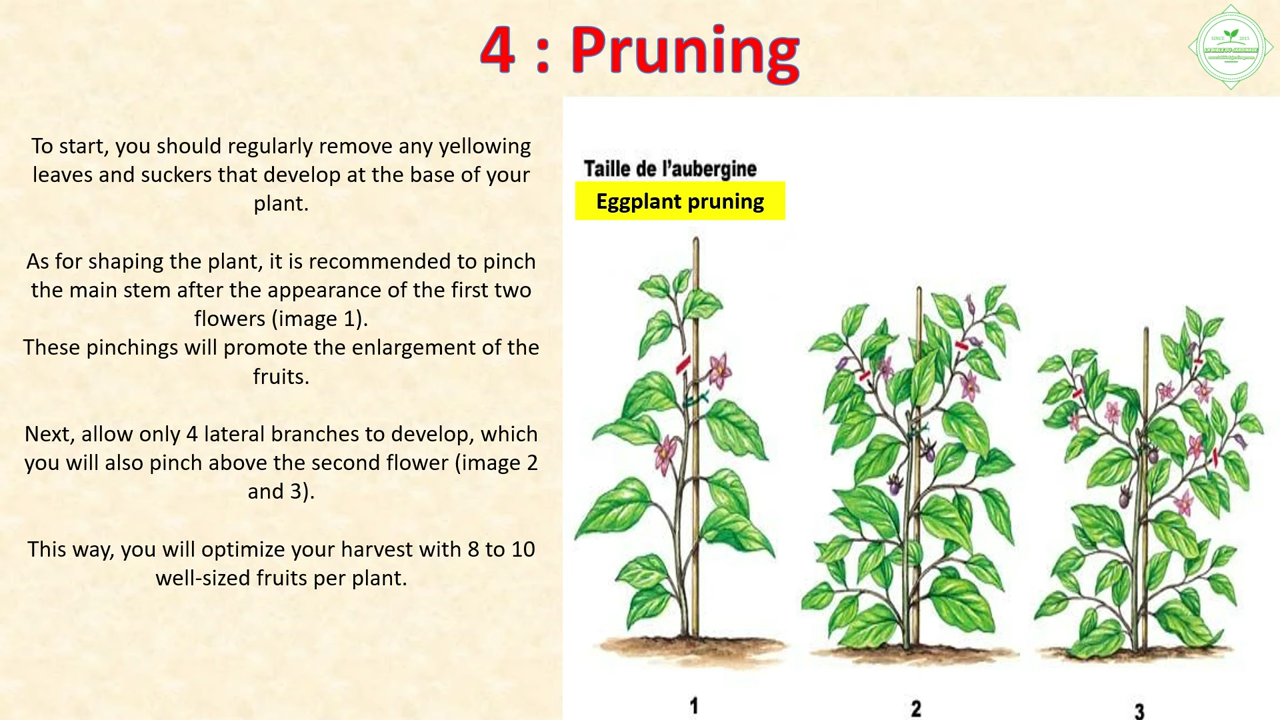 4 : Pruning
SINCE 2015
To start, you should regularly remove any yellowing
leaves and suckers that develop at the base of your
plant.
As for shaping the plant, it is recommended to pinch
the main stem after the appearance of the first two
flowers (image 1).
These pinchings will promote the enlargement of the
fruits.
Next, allow only 4 lateral branches to develop, which
you will also pinch above the second flower (image 2
and 3).
This way, you will optimize your harvest with 8 to 10
well-sized fruits per plant.
Taille de l’aubergine
Eggplant pruning
1
2
3